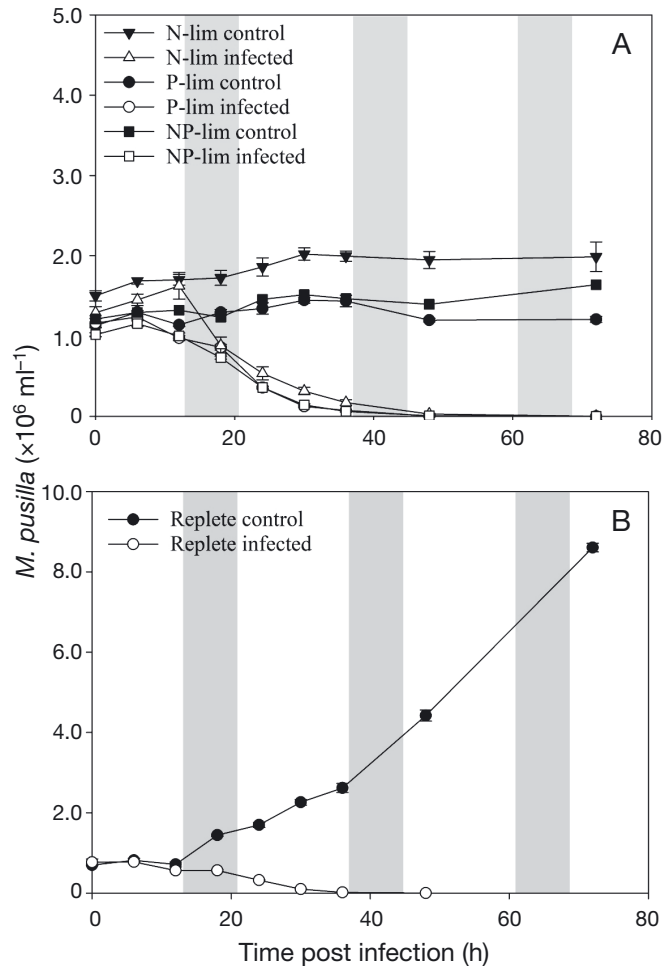 A
N-lim control
N-lim infected
P-lim control
P-lim infected
NP-lim control
NP-lim infected
5.0
4.0
3.0
2.0
1.0
0
0
20
40
60
80
B
Replete control
Replete infected
10.0
8.0
6.0
4.0
2.0
0
0
20
40
60
80
M. pusilla (×10⁶ ml⁻¹)
Time post infection (h)